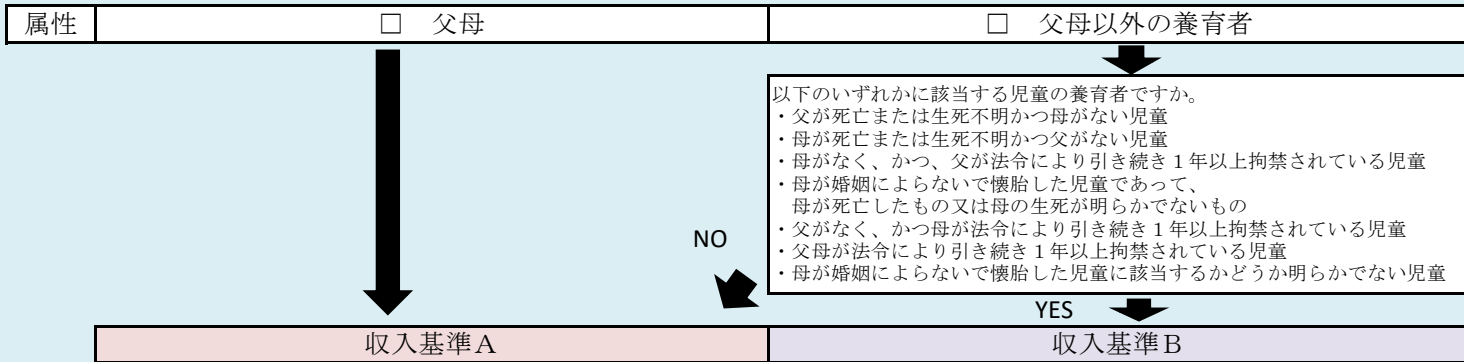 属性 □ 父母 □ 父母以外の養育者
以下のいずれかに該当する児童の養育者ですか。
・父が死亡または生死不明かつ母がない児童
・母が死亡または生死不明かつ父がない児童
・母がなく、かつ、父が法令により引き続き１年以上拘禁されている児童
・母が婚姻によらないで懐胎した児童であって、
母が死亡したもの又は母の生死が明らかでないもの
・父がなく、かつ母が法令により引き続き１年以上拘禁されている児童
・父母が法令により引き続き１年以上拘禁されている児童
・母が婚姻によらないで懐胎した児童に該当するかどうか明らかでない児童
NO
YES
収入基準Ａ 収入基準Ｂ